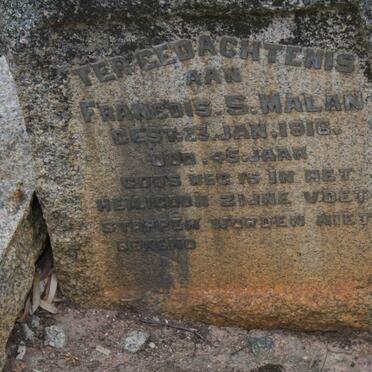 TER GEDACHTENIS
AAN
FRANCOIS. S. MALAN
GEST. 23. JAN. 1916.
OUD. 45. JAAR
GODS WEG IS IN HET
HEILIGDOM ZIJNE VOET
STAPPEN WORDEN NIET
BEKEND